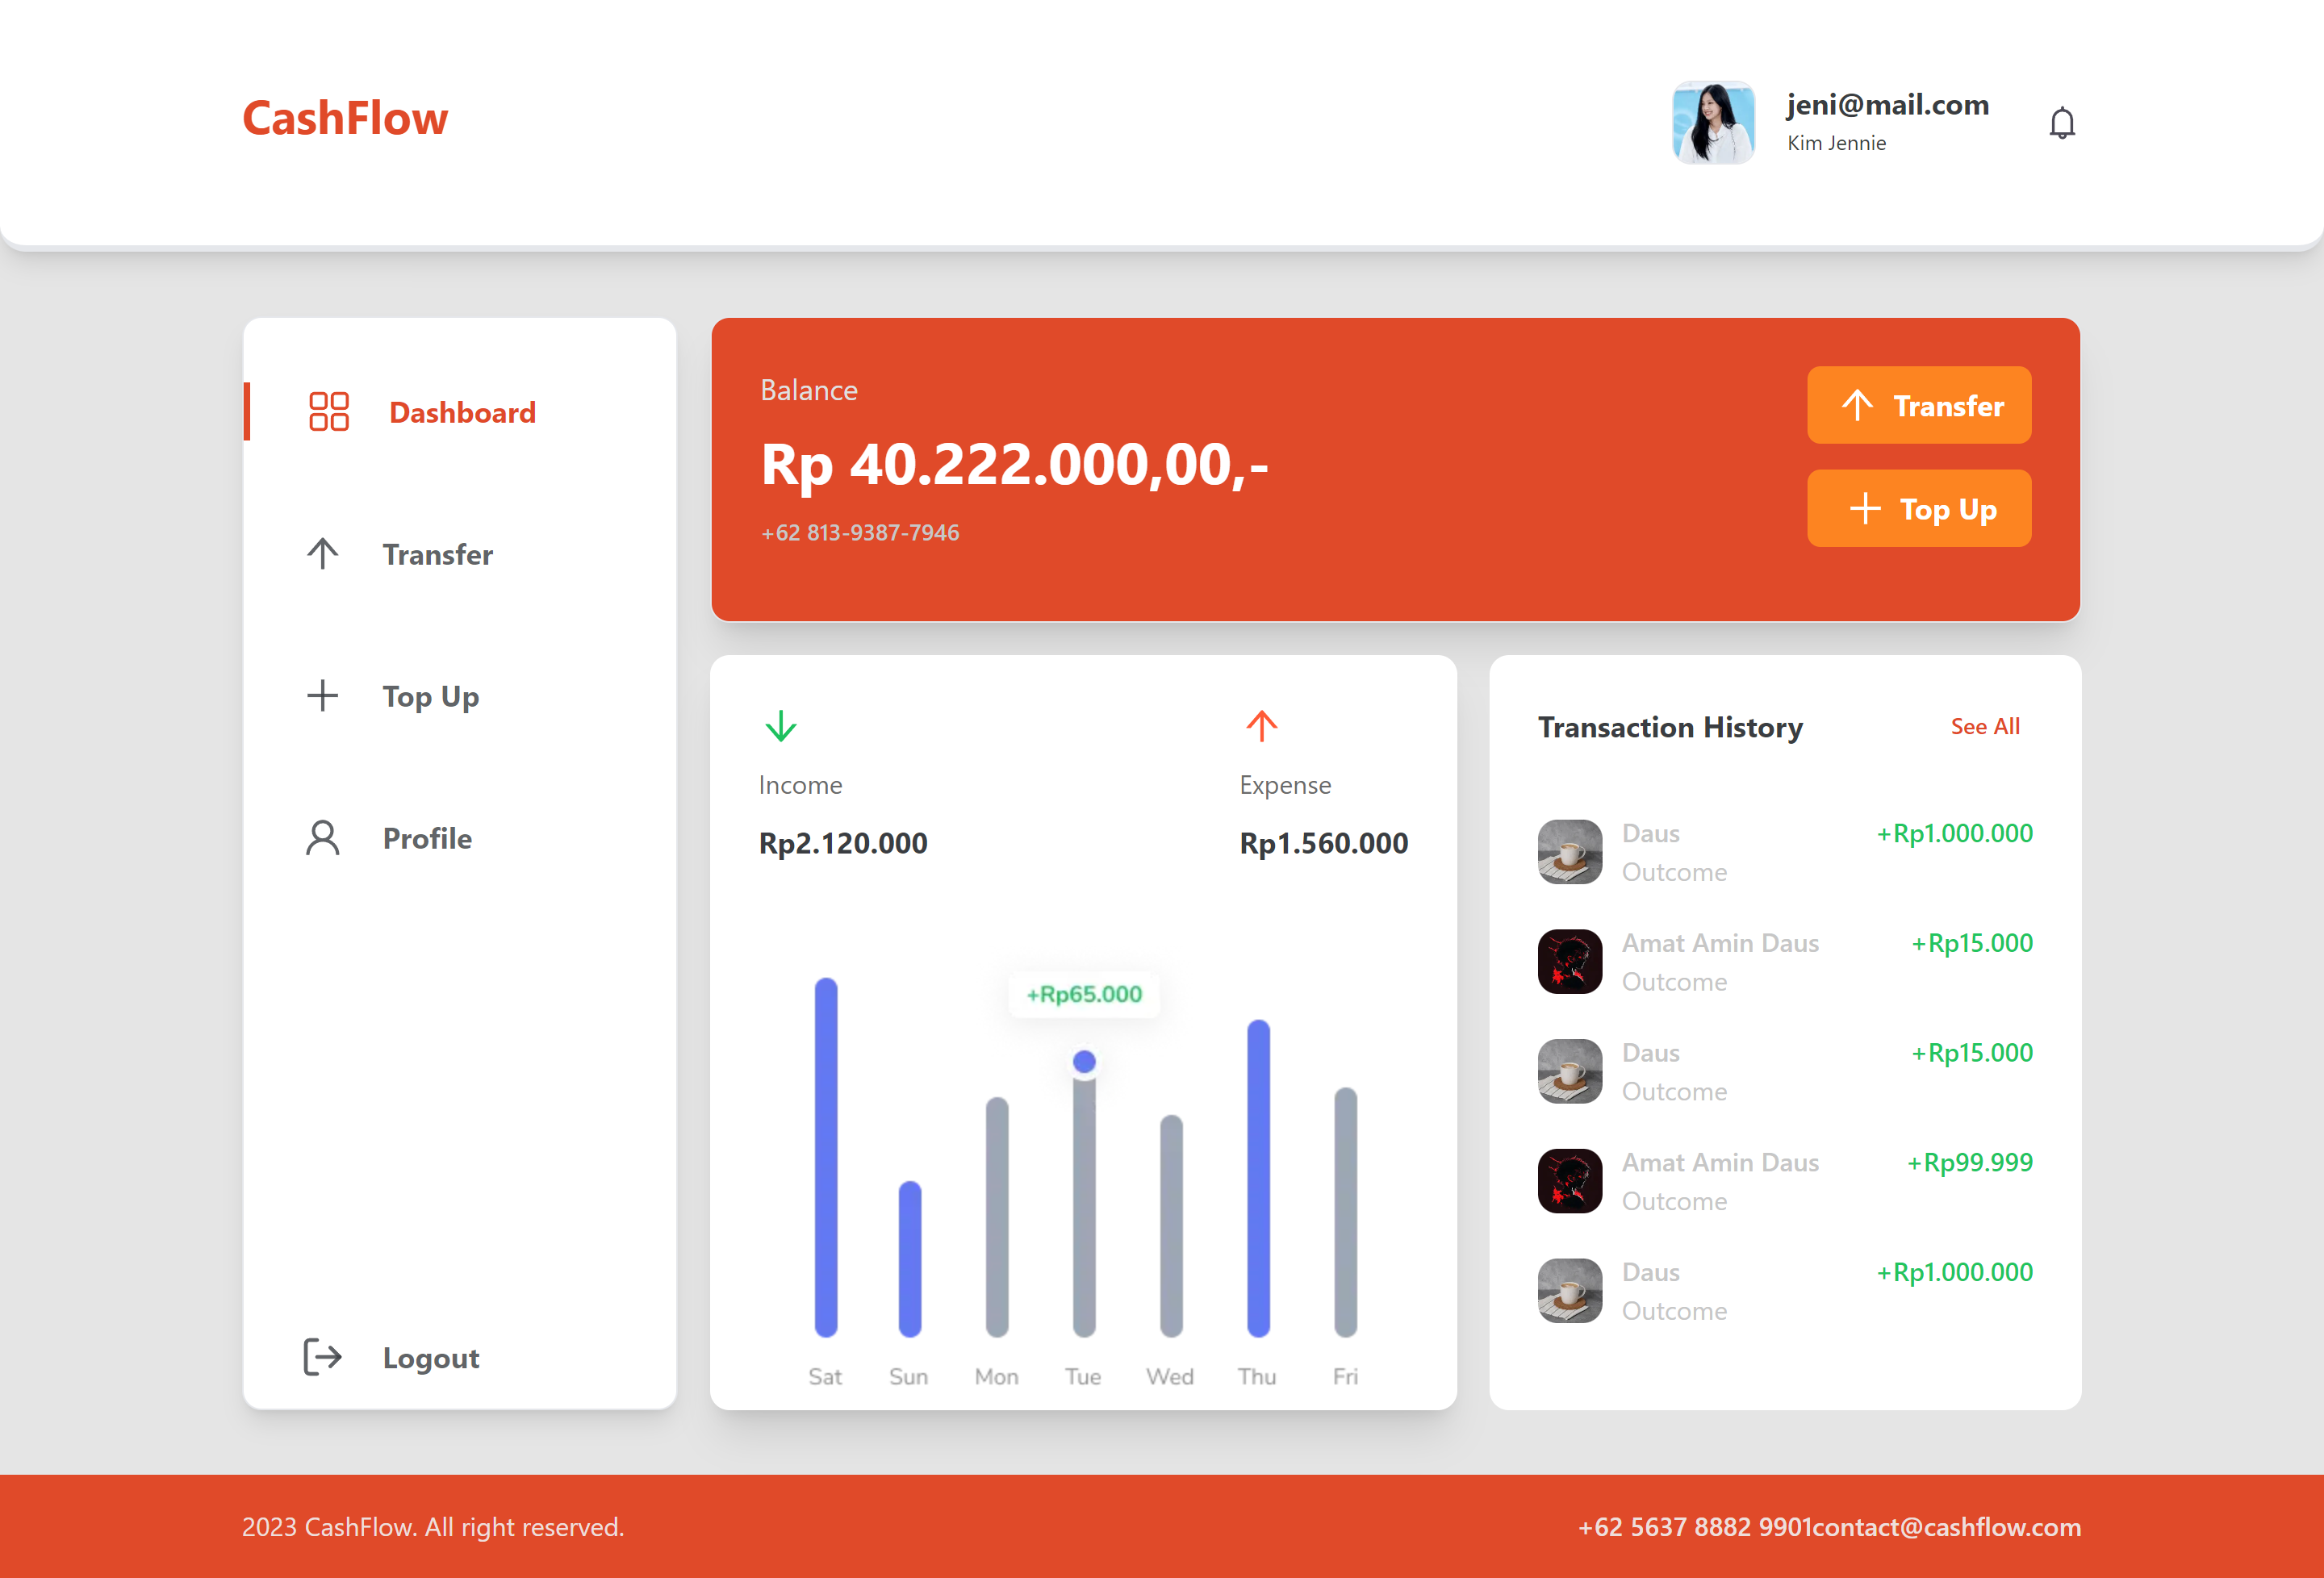 CashFlow
jeni@mail.com
Kim Jennie
Dashboard
Transfer
Top Up
Profile
Logout
Balance
Rp 40.222.000,00,-
+62 813-9387-7946
Transfer
Top Up
Income
Rp2.120.000
Expense
Rp1.560.000
+Rp65.000
Sat Sun Mon Tue Wed Thu Fri
Transaction History See All
Daus +Rp1.000.000
Outcome
Amat Amin Daus +Rp15.000
Outcome
Daus +Rp15.000
Outcome
Amat Amin Daus +Rp99.999
Outcome
Daus +Rp1.000.000
Outcome
2023 CashFlow. All right reserved.
+62 5637 8882 9901contact@cashflow.com